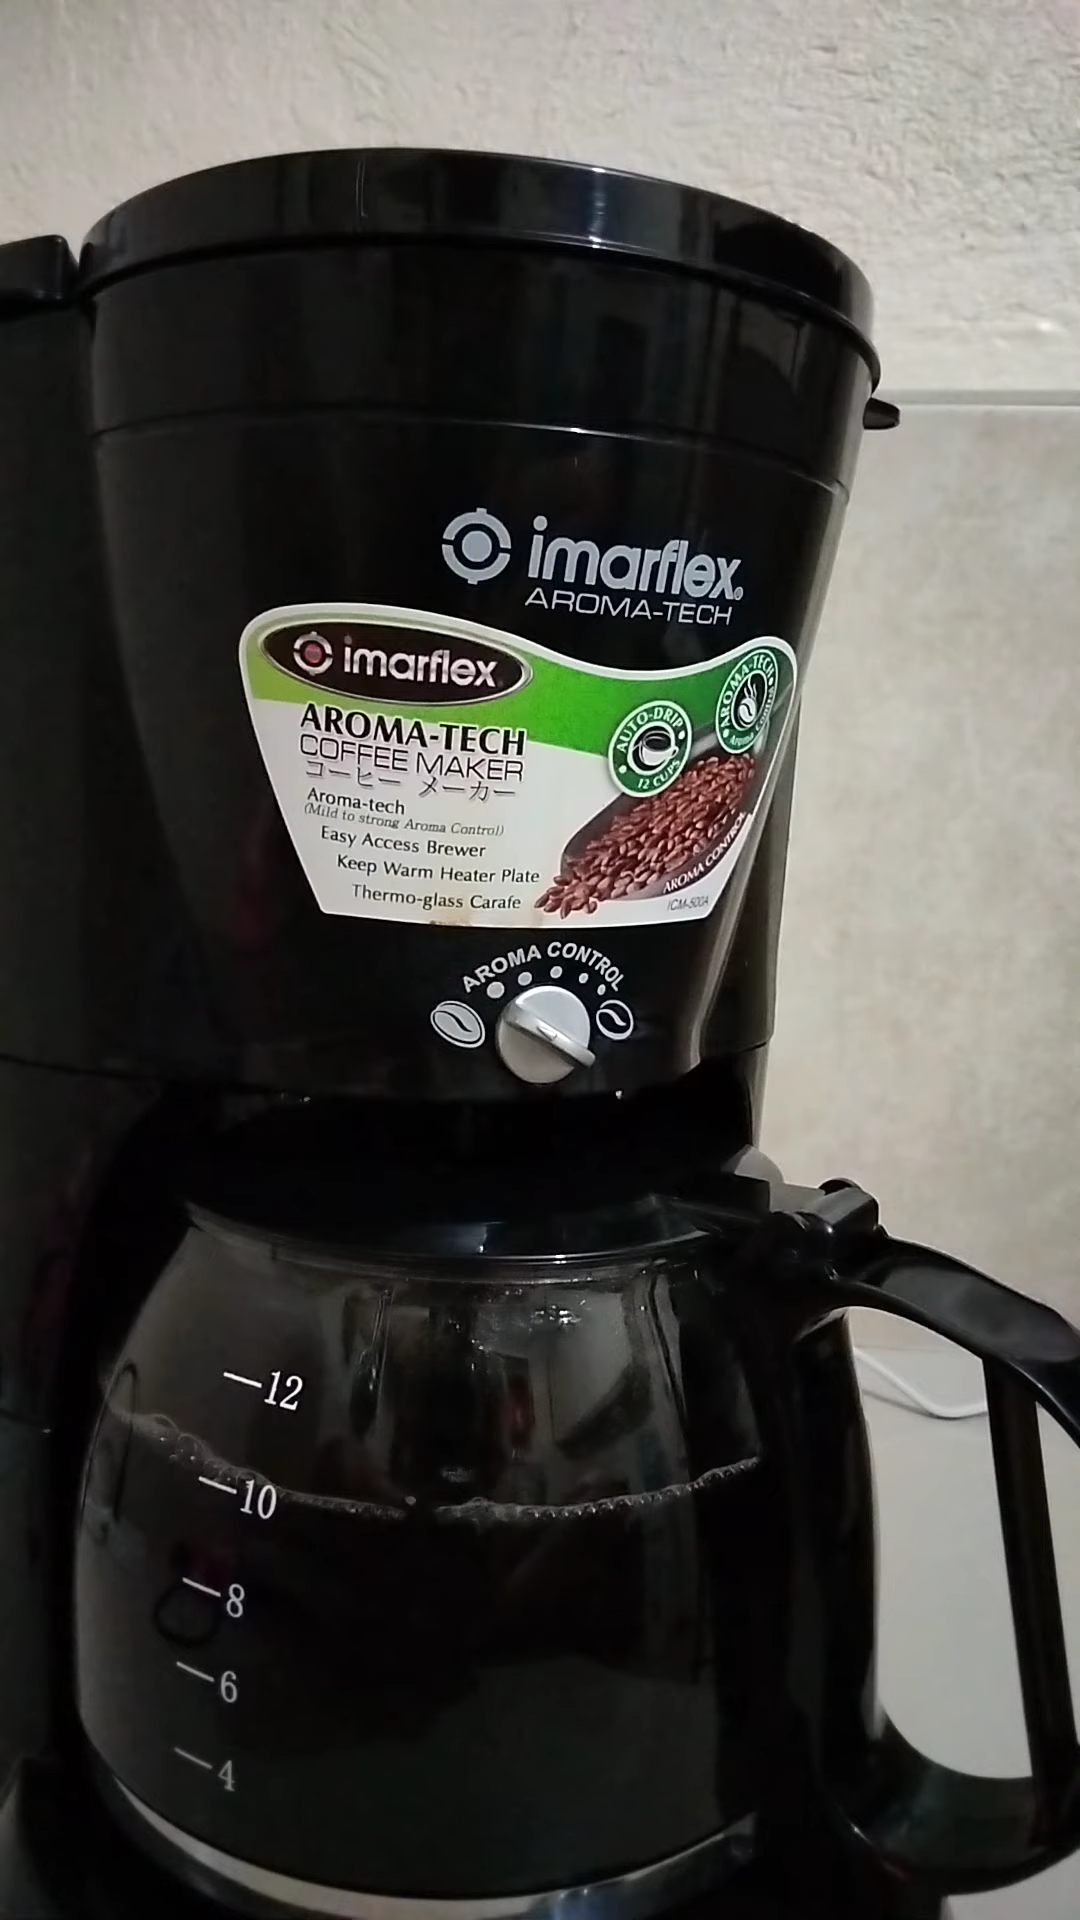 imarflex
AROMA-TECH
imarflex
AROMA-TECH
COFFEE MAKER
コーヒー メーカー
Aroma-tech
(Mild to strong Aroma Control)
Easy Access Brewer
Keep Warm Heater Plate
Thermo-glass Carafe
AUTO-DRIP
12 CUPS
AROMA-TECH
Aroma Control
AROMA CONTROL
ICM-500A
AROMA CONTROL
12
10
8
6
4